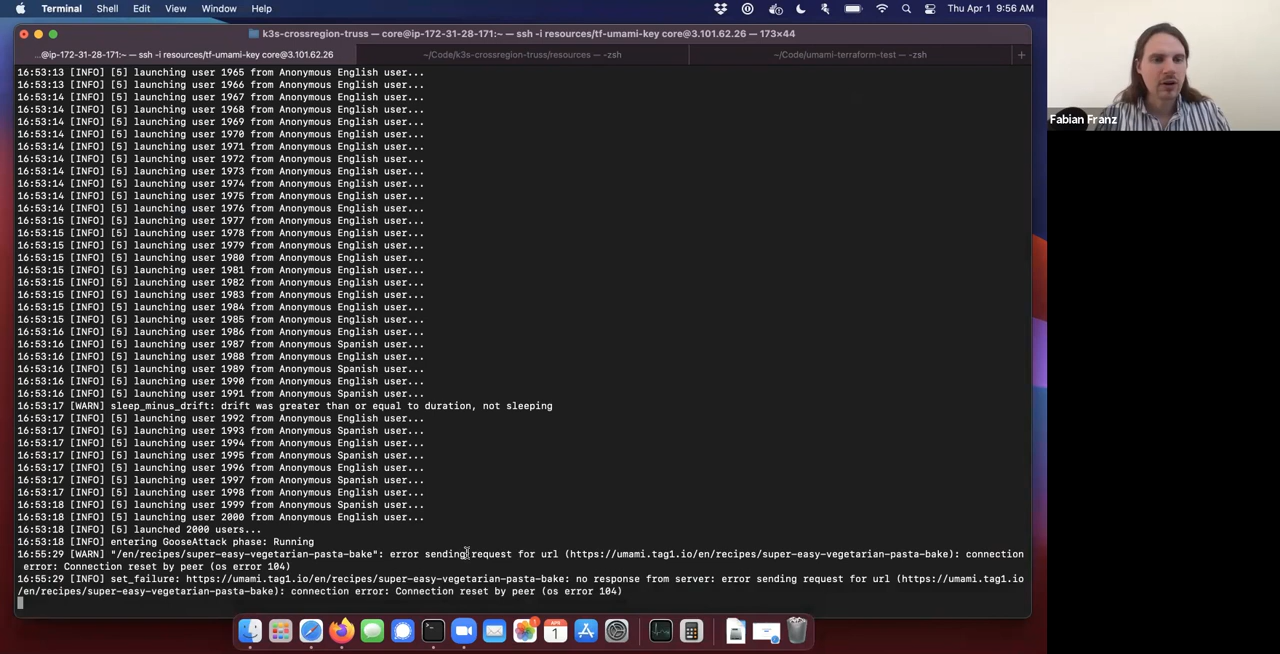 Terminal Shell Edit View Window Help Thu Apr 1 9:56 AM
k3s-crossregion-truss — core@ip-172-31-28-171:~ — ssh -i resources/tf-umami-key core@3.101.62.26 — 173×44
...@ip-172-31-28-171:~ — ssh -i resources/tf-umami-key core@3.101.62.26 ~/Code/k3s-crossregion-truss/resources — -zsh ~/Code/umami-terraform-test — -zsh +
16:53:13 [INFO] [5] launching user 1965 from Anonymous English user...
16:53:13 [INFO] [5] launching user 1966 from Anonymous English user...
16:53:14 [INFO] [5] launching user 1967 from Anonymous English user...
16:53:14 [INFO] [5] launching user 1968 from Anonymous English user...
16:53:14 [INFO] [5] launching user 1969 from Anonymous English user...
16:53:14 [INFO] [5] launching user 1970 from Anonymous English user...
16:53:14 [INFO] [5] launching user 1971 from Anonymous English user...
16:53:14 [INFO] [5] launching user 1972 from Anonymous English user...
16:53:14 [INFO] [5] launching user 1973 from Anonymous English user...
16:53:14 [INFO] [5] launching user 1974 from Anonymous English user...
16:53:14 [INFO] [5] launching user 1975 from Anonymous English user...
16:53:14 [INFO] [5] launching user 1976 from Anonymous English user...
16:53:15 [INFO] [5] launching user 1977 from Anonymous English user...
16:53:15 [INFO] [5] launching user 1978 from Anonymous English user...
16:53:15 [INFO] [5] launching user 1979 from Anonymous English user...
16:53:15 [INFO] [5] launching user 1980 from Anonymous English user...
16:53:15 [INFO] [5] launching user 1981 from Anonymous English user...
16:53:15 [INFO] [5] launching user 1982 from Anonymous English user...
16:53:15 [INFO] [5] launching user 1983 from Anonymous English user...
16:53:15 [INFO] [5] launching user 1984 from Anonymous English user...
16:53:15 [INFO] [5] launching user 1985 from Anonymous English user...
16:53:16 [INFO] [5] launching user 1986 from Anonymous Spanish user...
16:53:16 [INFO] [5] launching user 1987 from Anonymous Spanish user...
16:53:16 [INFO] [5] launching user 1988 from Anonymous English user...
16:53:16 [INFO] [5] launching user 1989 from Anonymous Spanish user...
16:53:16 [INFO] [5] launching user 1990 from Anonymous English user...
16:53:16 [INFO] [5] launching user 1991 from Anonymous Spanish user...
16:53:17 [WARN] sleep_minus_drift: drift was greater than or equal to duration, not sleeping
16:53:17 [INFO] [5] launching user 1992 from Anonymous English user...
16:53:17 [INFO] [5] launching user 1993 from Anonymous Spanish user...
16:53:17 [INFO] [5] launching user 1994 from Anonymous English user...
16:53:17 [INFO] [5] launching user 1995 from Anonymous Spanish user...
16:53:17 [INFO] [5] launching user 1996 from Anonymous English user...
16:53:17 [INFO] [5] launching user 1997 from Anonymous Spanish user...
16:53:17 [INFO] [5] launching user 1998 from Anonymous English user...
16:53:18 [INFO] [5] launching user 1999 from Anonymous Spanish user...
16:53:18 [INFO] [5] launching user 2000 from Anonymous English user...
16:53:18 [INFO] [5] launched 2000 users...
16:53:18 [INFO] entering GooseAttack phase: Running
16:55:29 [WARN] "/en/recipes/super-easy-vegetarian-pasta-bake": error sending request for url (https://umami.tag1.io/en/recipes/super-easy-vegetarian-pasta-bake): connection
error: Connection reset by peer (os error 104)
16:55:29 [INFO] set_failure: https://umami.tag1.io/en/recipes/super-easy-vegetarian-pasta-bake: no response from server: error sending request for url (https://umami.tag1.io
/en/recipes/super-easy-vegetarian-pasta-bake): connection error: Connection reset by peer (os error 104)
Fabian Franz
APR
1
1